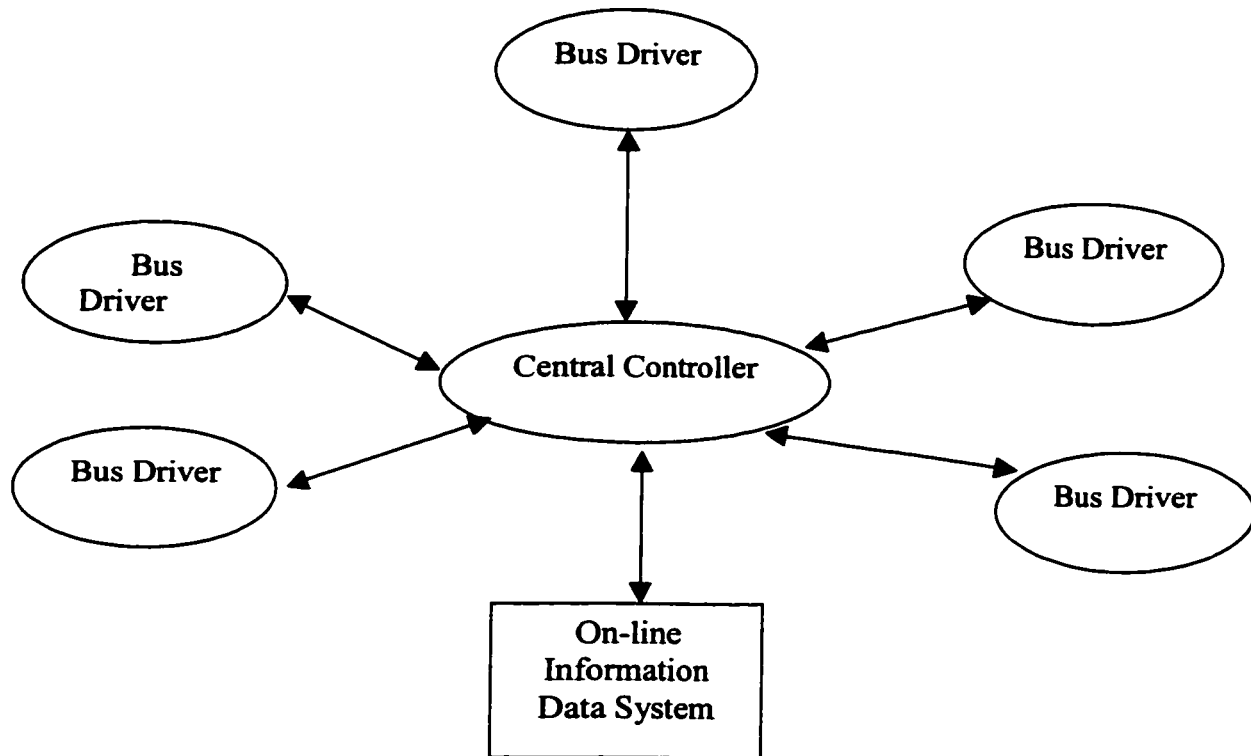 Bus Driver
Bus
Driver
Bus Driver
Central Controller
Bus Driver
Bus Driver
On-line
Information
Data System